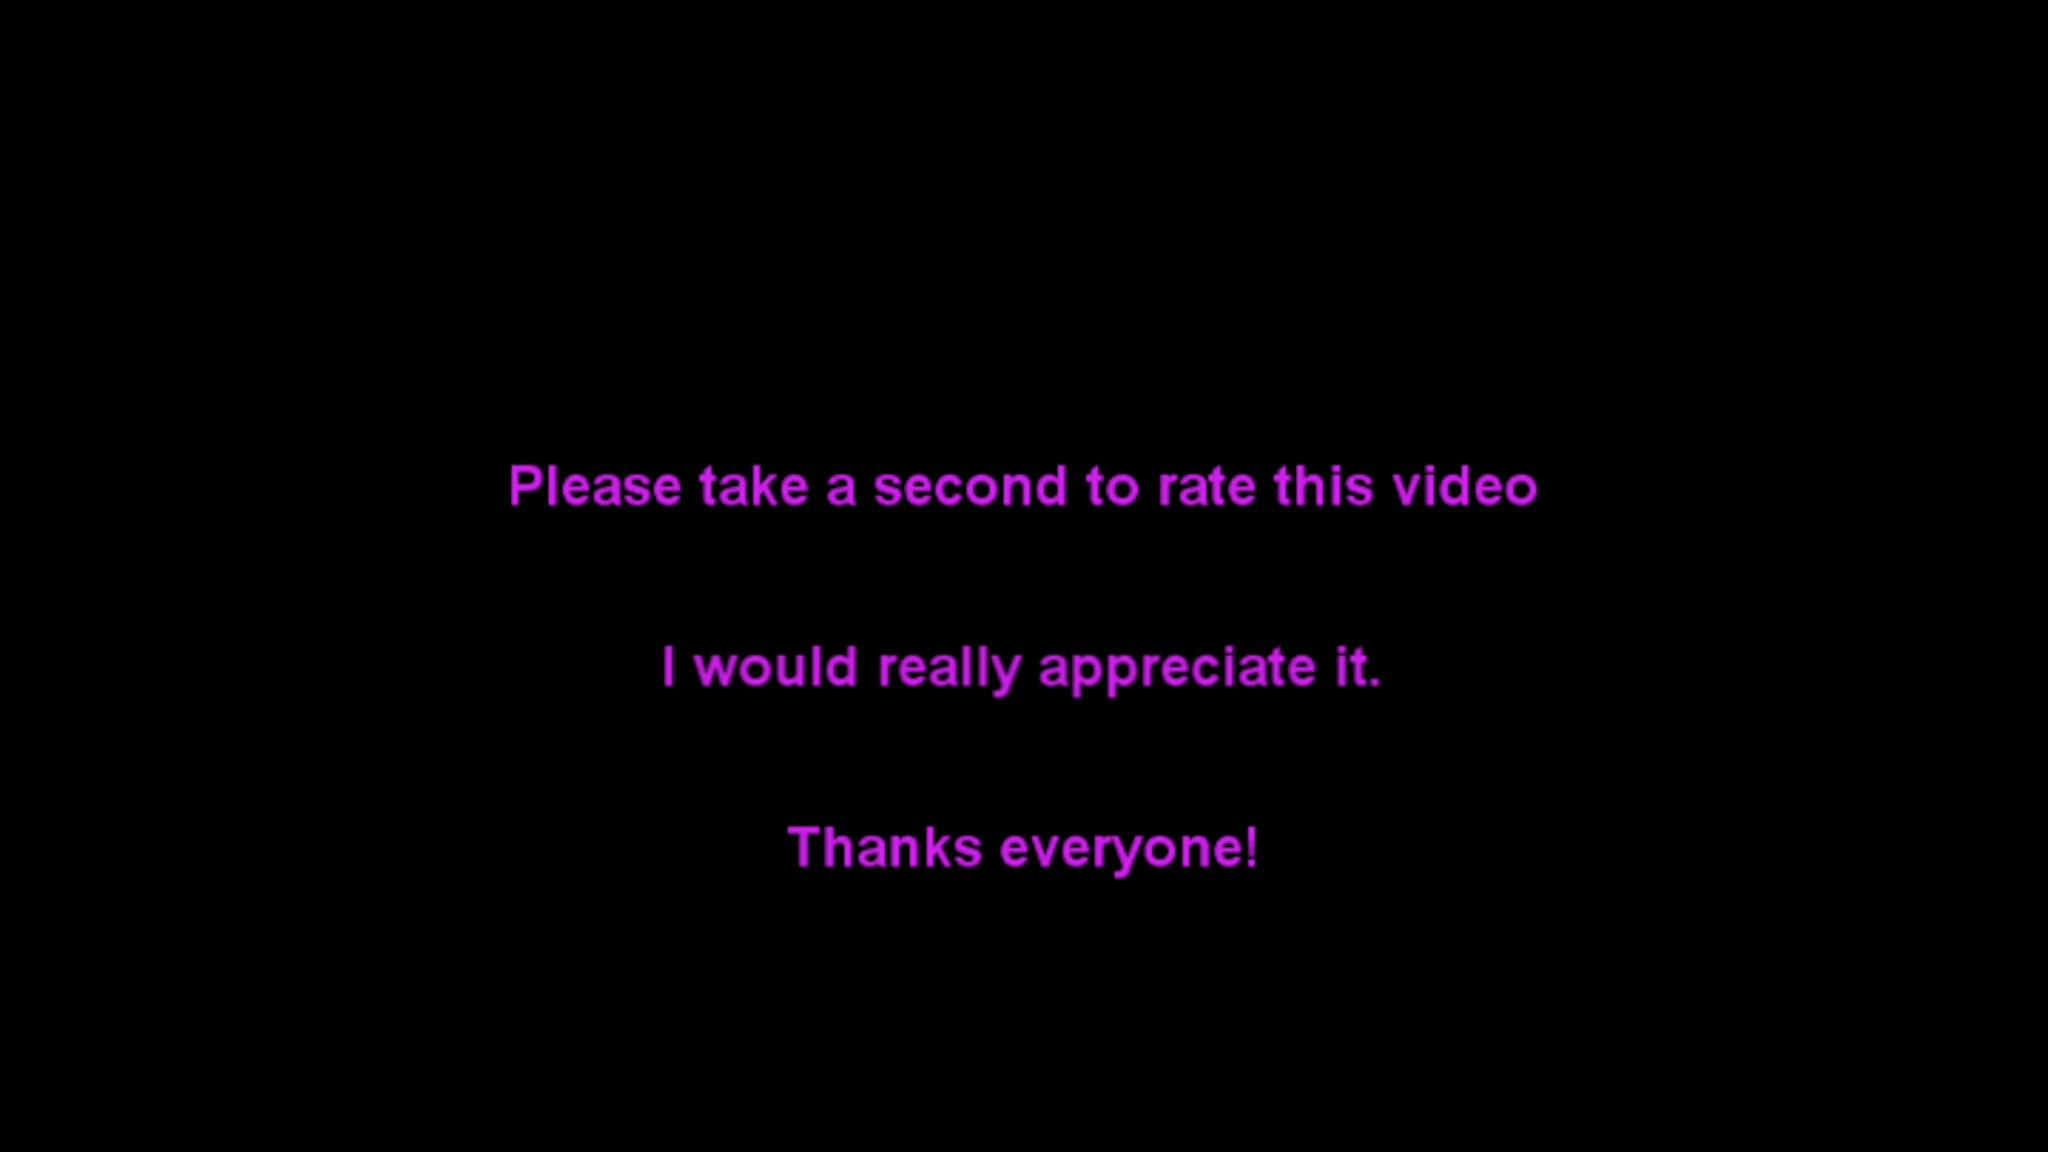 Please take a second to rate this video
I would really appreciate it.
Thanks everyone!